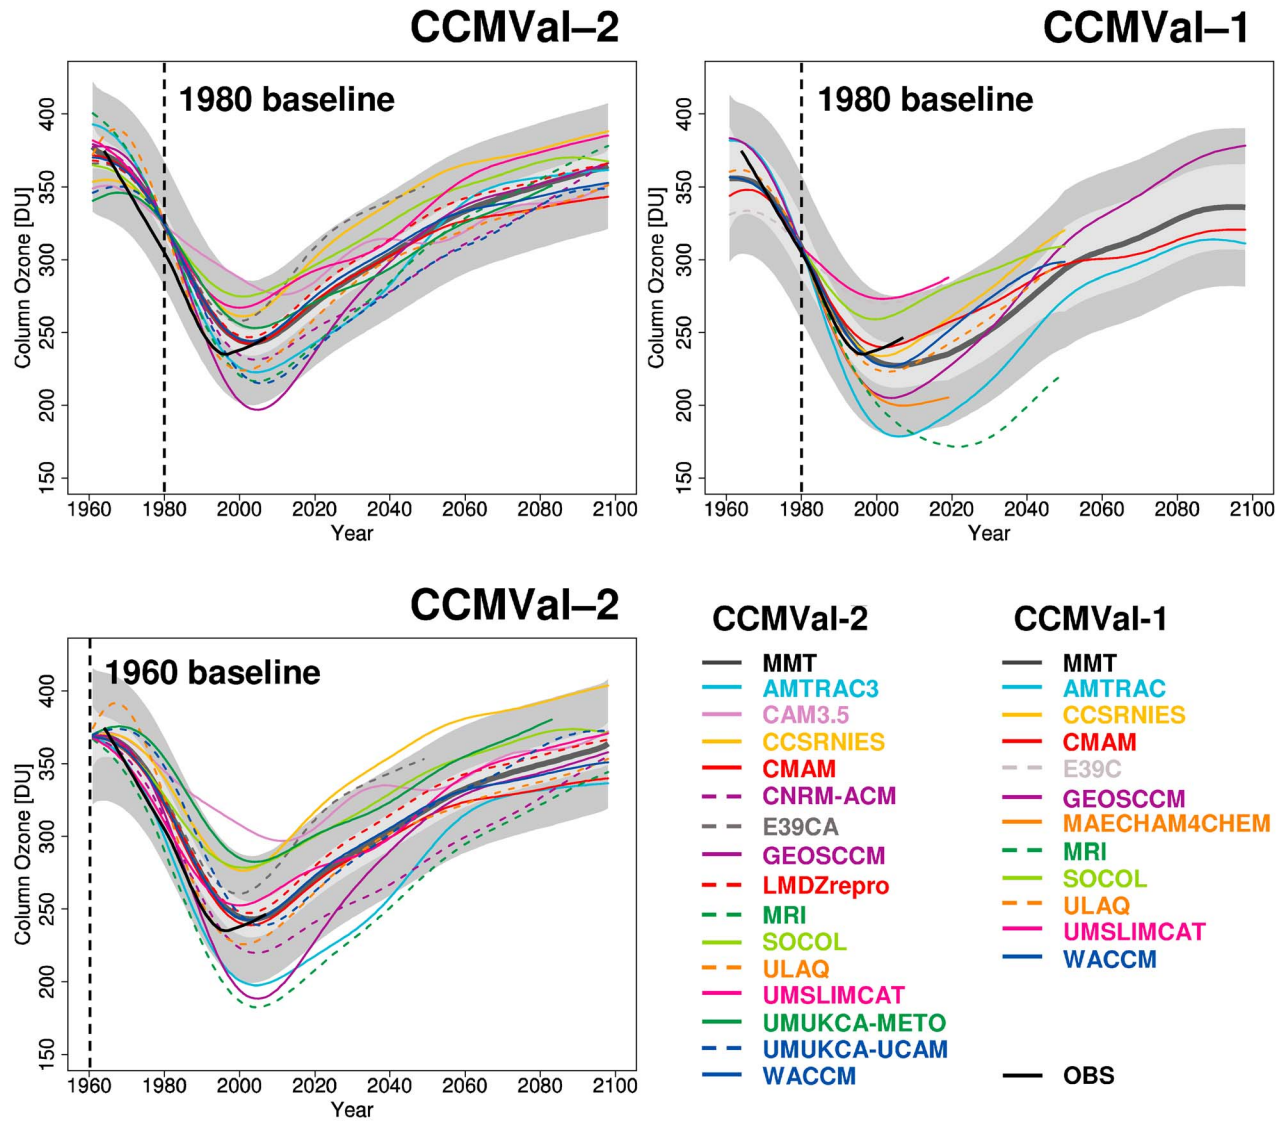 CCMVal–2
1980 baseline
Column Ozone [DU]
400
350
300
250
200
150
1960 1980 2000 2020 2040 2060 2080 2100
Year
CCMVal–1
1980 baseline
Column Ozone [DU]
400
350
300
250
200
150
1960 1980 2000 2020 2040 2060 2080 2100
Year
CCMVal–2
1960 baseline
Column Ozone [DU]
400
350
300
250
200
150
1960 1980 2000 2020 2040 2060 2080 2100
Year
CCMVal-2
MMT
AMTRAC3
CAM3.5
CCSRNIES
CMAM
CNRM-ACM
E39CA
GEOSCCM
LMDZrepro
MRI
SOCOL
ULAQ
UMSLIMCAT
UMUKCA-METO
UMUKCA-UCAM
WACCM
CCMVal-1
MMT
AMTRAC
CCSRNIES
CMAM
E39C
GEOSCCM
MAECHAM4CHEM
MRI
SOCOL
ULAQ
UMSLIMCAT
WACCM
OBS